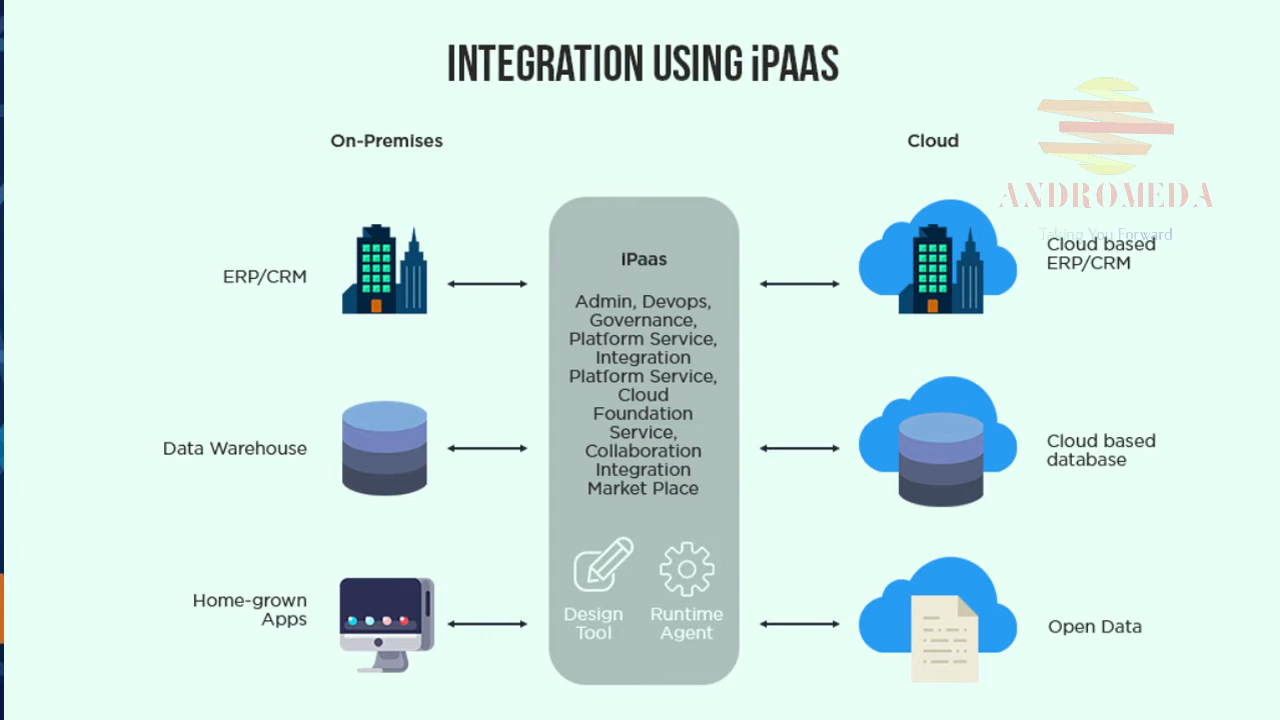 INTEGRATION USING iPAAS
On-Premises
Cloud
ANDROMEDA
Taking You Forward
ERP/CRM
Data Warehouse
Home-grown
Apps
IPaas
Admin, Devops,
Governance,
Platform Service,
Integration
Platform Service,
Cloud
Foundation
Service,
Collaboration
Integration
Market Place
Design
Tool
Runtime
Agent
Cloud based
ERP/CRM
Cloud based
database
Open Data